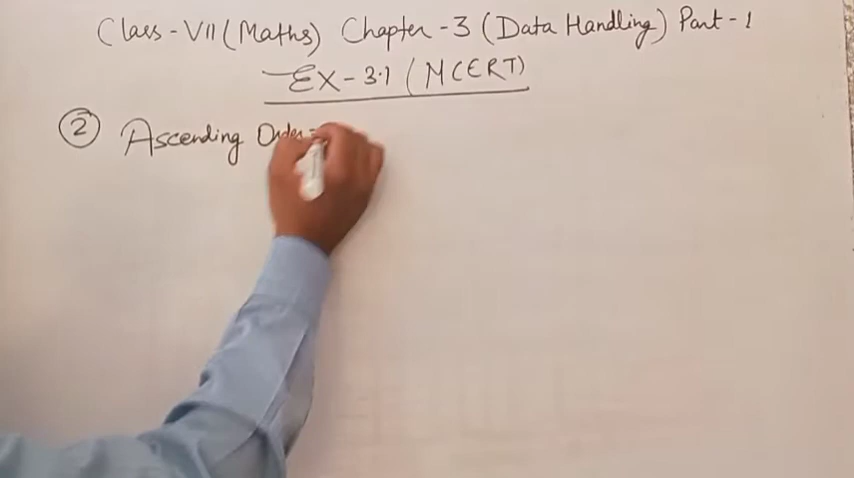 Class - VII (Maths) Chapter - 3 (Data Handling) Part - 1
EX - 3.1 (NCERT)
② Ascending Order =